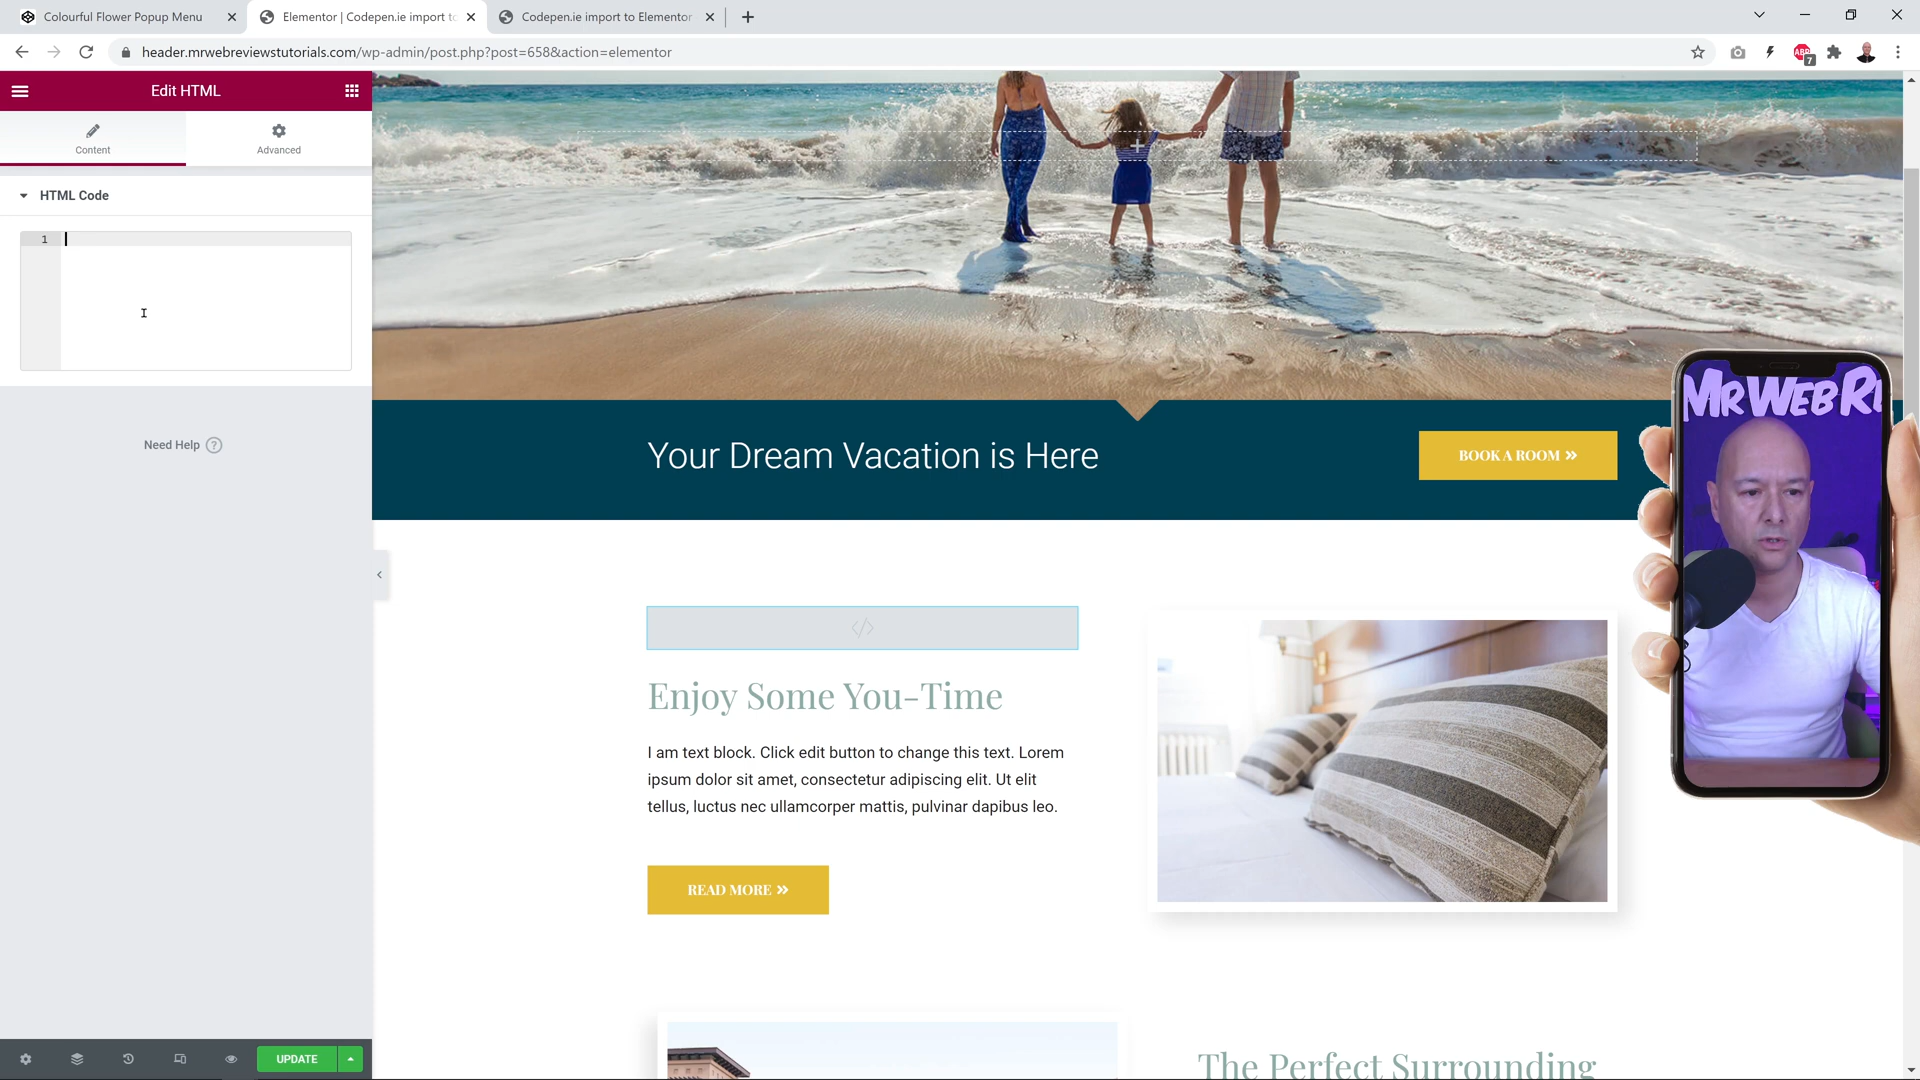 Colourful Flower Popup Menu
Elementor | Codepen.ie import to
Codepen.ie import to Elementor
header.mrwebreviewstutorials.com/wp-admin/post.php?post=658&action=elementor
ABP
7
Edit HTML
Content
Advanced
HTML Code
1
Need Help ?
UPDATE
Your Dream Vacation is Here
BOOK A ROOM »
</>
Enjoy Some You-Time
I am text block. Click edit button to change this text. Lorem
ipsum dolor sit amet, consectetur adipiscing elit. Ut elit
tellus, luctus nec ullamcorper mattis, pulvinar dapibus leo.
READ MORE »
The Perfect Surrounding
MRWEBR